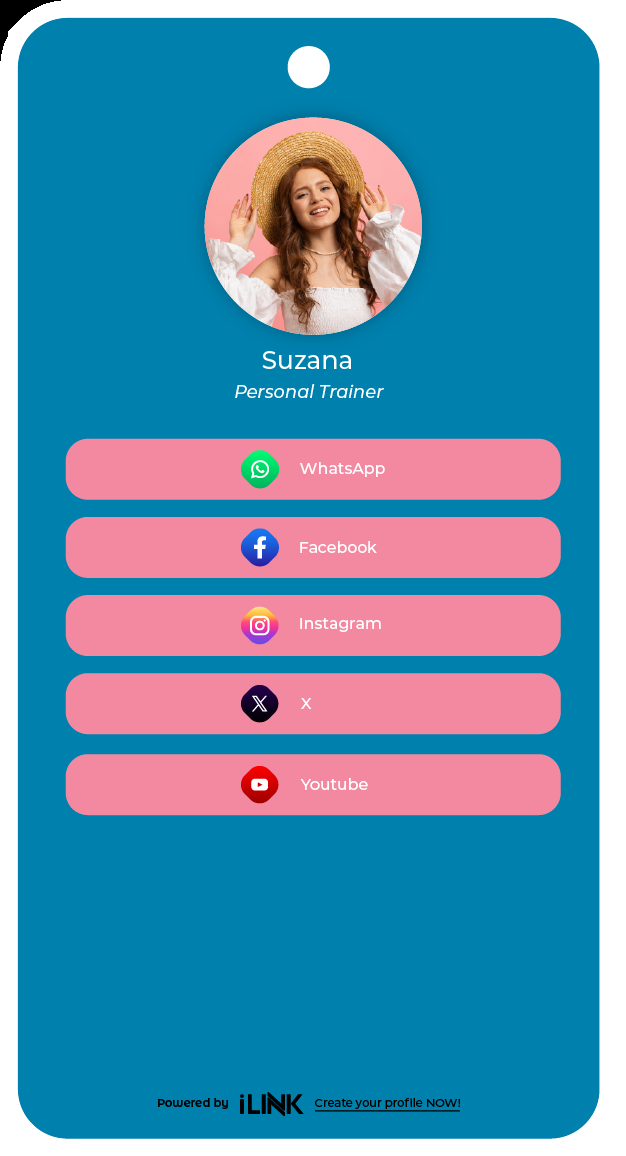 Suzana
Personal Trainer
WhatsApp
Facebook
Instagram
X
Youtube
Powered by iLINK Create your profile NOW!